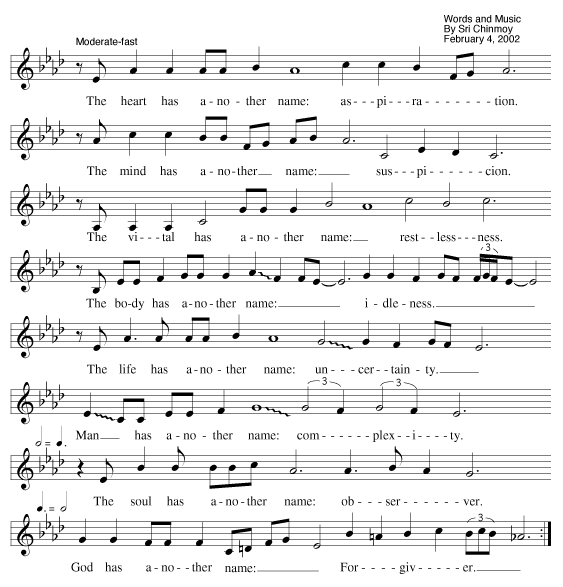 Words and Music
By Sri Chinmoy
February 4, 2002
Moderate-fast
The heart has a-no-ther name: as---pi---ra------tion.
The mind has a-no-ther name: sus---pi----cion.
The vi---tal has a-no-ther name: rest--less---ness.
3
The bo-dy has a-no-ther name: i-dle-ness.
The life has a-no-ther name: un---cer--tain-ty.
3 3
Man has a-no-ther name: com-----plex--i----ty.
The soul has a-no-ther name: ob---ser-----ver.
3
God has a-no--ther name: For----giv-----er.